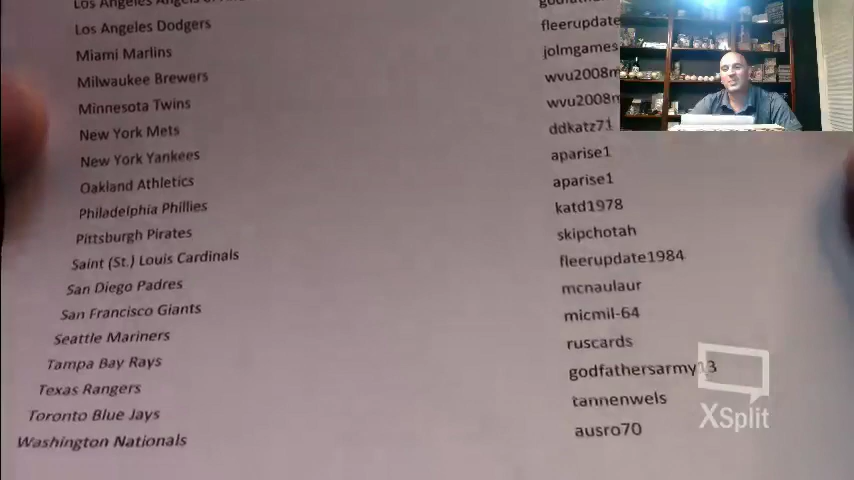 Los Angeles Angels of
Los Angeles Dodgers
Miami Marlins
Milwaukee Brewers
Minnesota Twins
New York Mets
New York Yankees
Oakland Athletics
Philadelphia Phillies
Pittsburgh Pirates
Saint (St.) Louis Cardinals
San Diego Padres
San Francisco Giants
Seattle Mariners
Tampa Bay Rays
Texas Rangers
Toronto Blue Jays
Washington Nationals
fleerupdate
jolmgames
wvu2008m
wvu2008m
ddkatz71
aparise1
aparise1
katd1978
skipchotah
fleerupdate1984
mcnaulaur
micmil-64
ruscards
godfathersarmy13
tannenwels
ausro70
XSplit